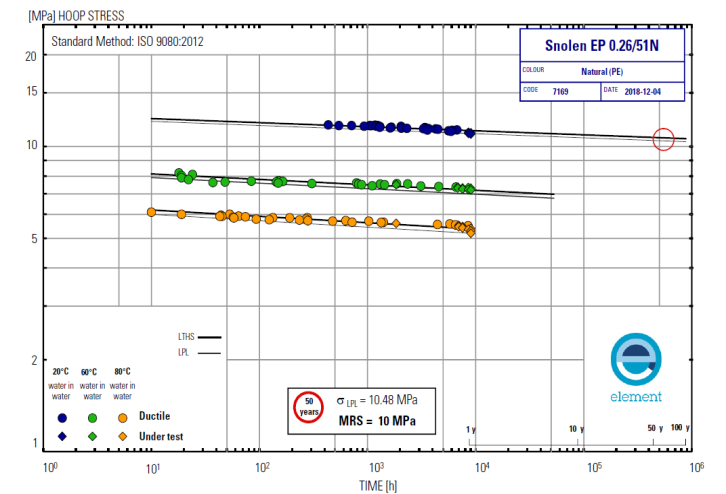 [MPa] HOOP STRESS
Standard Method: ISO 9080:2012
Snolen EP 0.26/51N
COLOUR Natural (PE)
CODE 7169 DATE 2018-12-04
20
15
10
5
2
1
LTHS
LPL
20°C 60°C 80°C
water in water in water in
water water water
Ductile
Under test
50 years
σ LPL = 10.48 MPa
MRS = 10 MPa
element
1 y 10 y 50 y 100 y
10⁰ 10¹ 10² 10³ 10⁴ 10⁵ 10⁶
TIME [h]